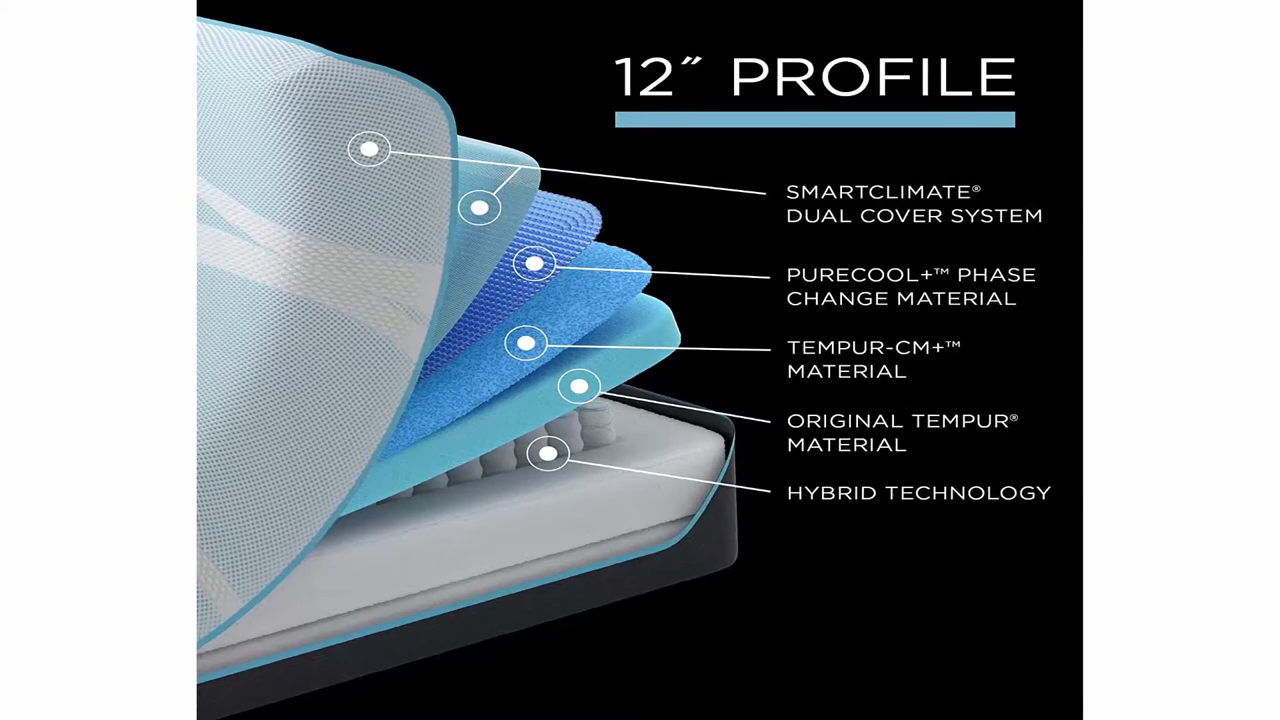 12″ PROFILE
SMARTCLIMATE®
DUAL COVER SYSTEM
PURECOOL+™ PHASE
CHANGE MATERIAL
TEMPUR-CM+™
MATERIAL
ORIGINAL TEMPUR®
MATERIAL
HYBRID TECHNOLOGY